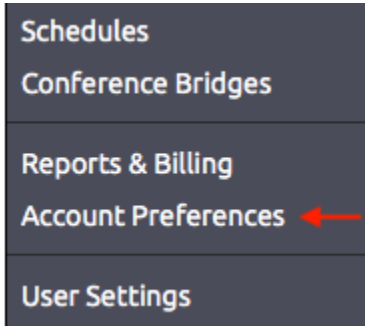 Schedules
Conference Bridges
Reports & Billing
Account Preferences
User Settings